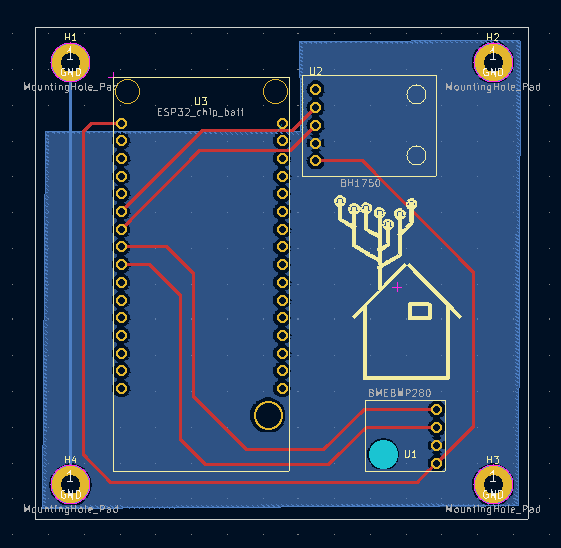 H1
1
GND
MountingHole_Pad
H2
1
GND
MountingHole_Pad
U3
ESP32_chip_batt
U2
BH1750
BMEBMP280
U1
H4
1
GND
MountingHole_Pad
H3
1
GND
MountingHole_Pad